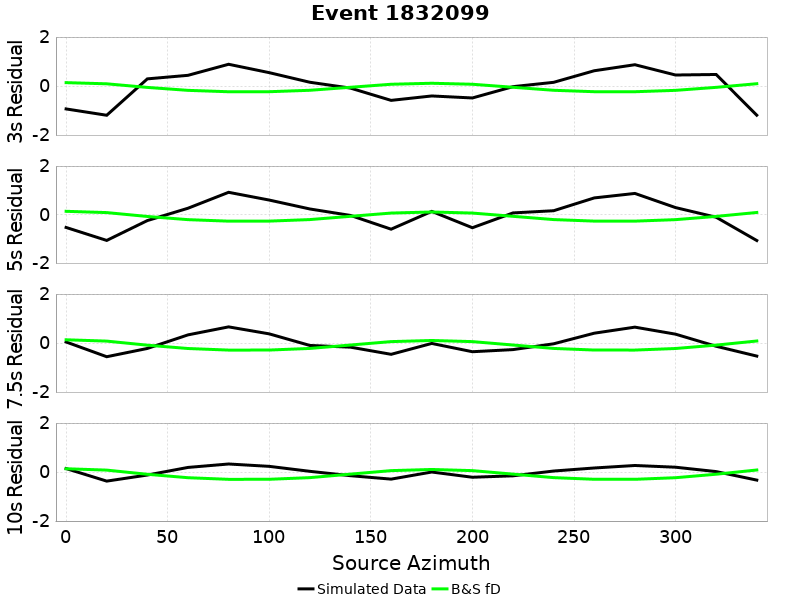 Event 1832099
3s Residual
2
0
-2
5s Residual
2
0
-2
7.5s Residual
2
0
-2
10s Residual
2
0
-2
0 50 100 150 200 250 300
Source Azimuth
Simulated Data B&S fD